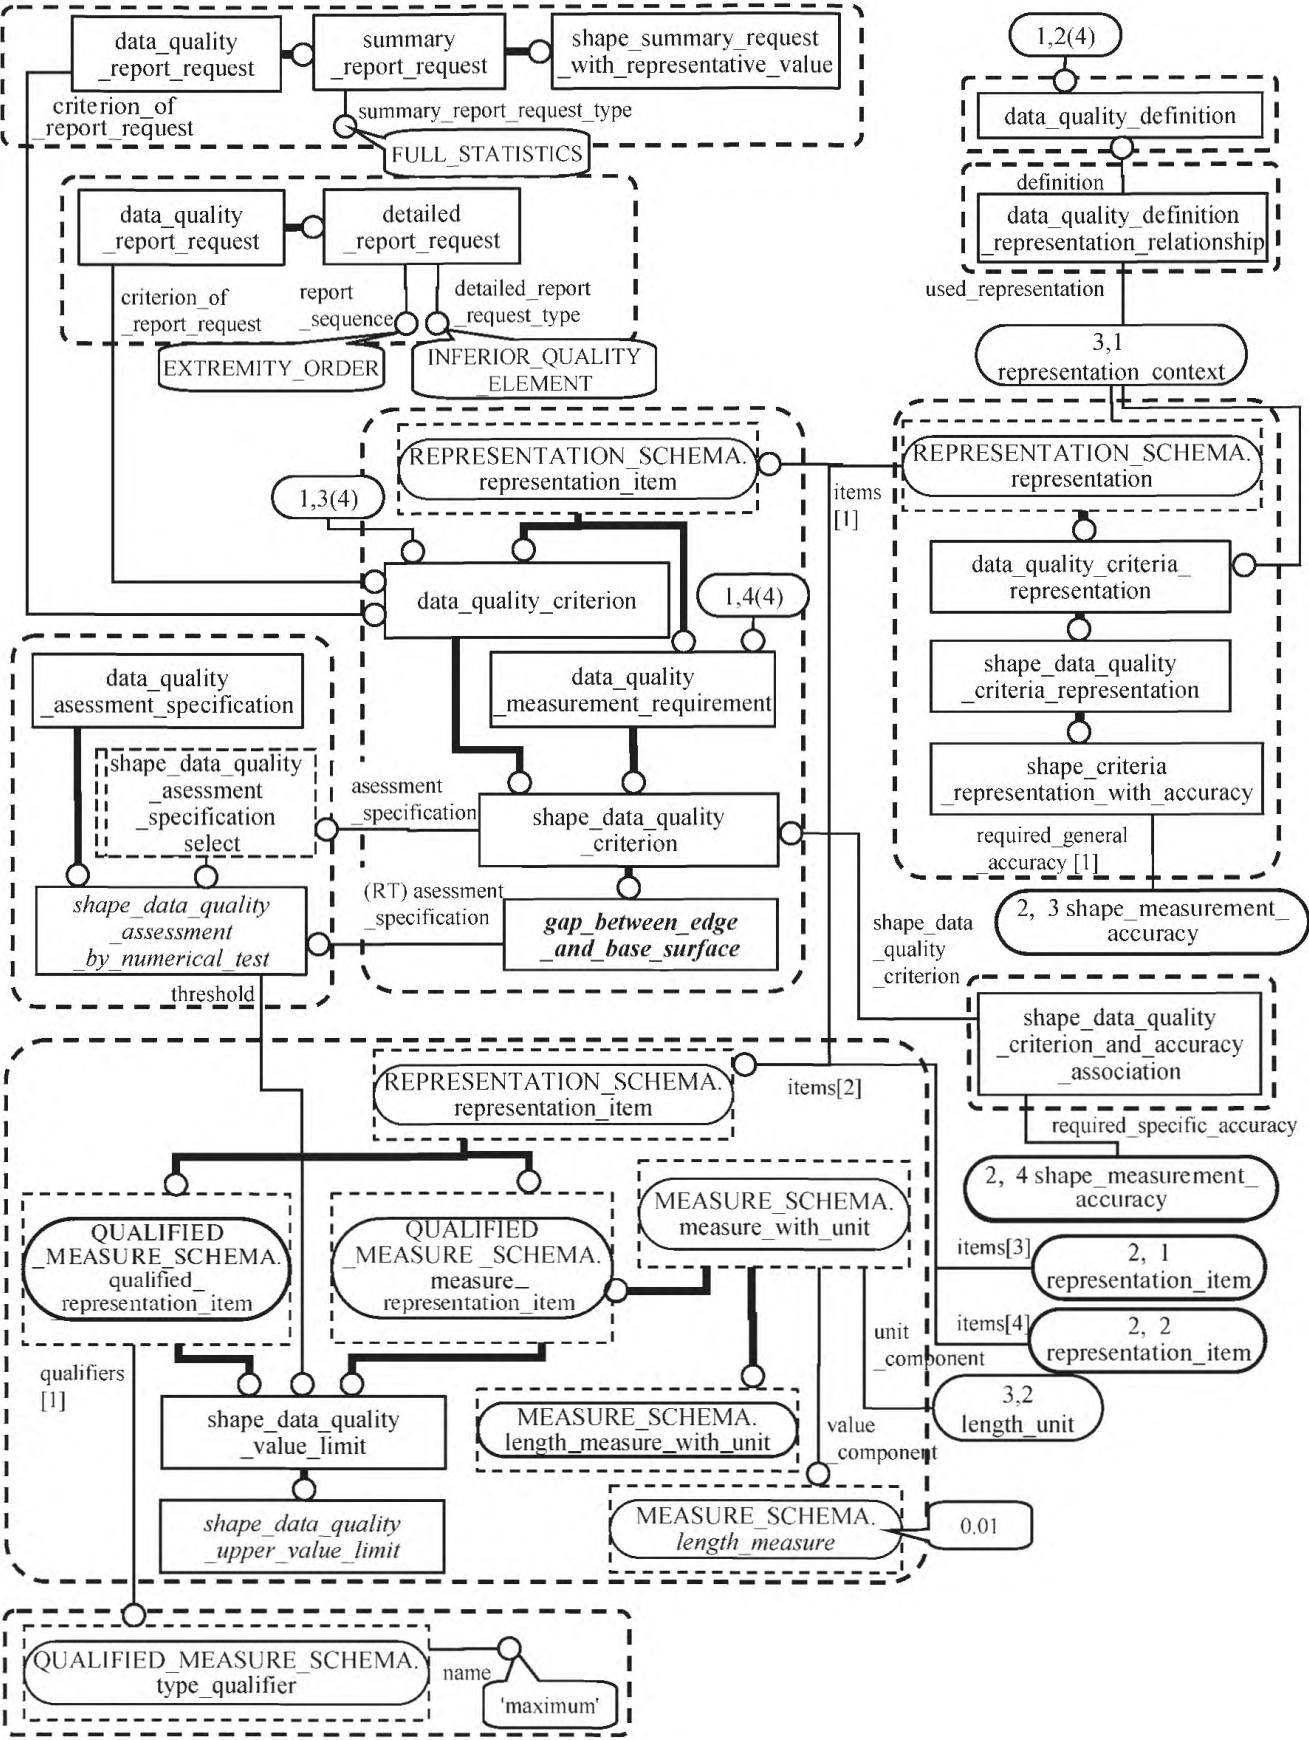 data_quality
_report_request
summary
_report_request
shape_summary_request
_with_representative_value
criterion_of
_report_request
summary_report_request_type
FULL_STATISTICS
1,2(4)
data_quality_definition
definition
data_quality_definition
_representation_relationship
used_representation
3,1
representation_context
data_quality
_report_request
detailed
_report_request
criterion_of
_report_request
report
_sequence
detailed_report
_request_type
EXTREMITY_ORDER
INFERIOR_QUALITY
_ELEMENT
REPRESENTATION_SCHEMA.
representation_item
items
[1]
REPRESENTATION_SCHEMA.
representation
1,3(4)
data_quality_criterion
1,4(4)
data_quality_criteria_
representation
data_quality
_asessment_specification
data_quality
_measurement_requirement
shape_data_quality
_criteria_representation
shape_data_quality
_asessment
_specification
select
asessment
_specification
shape_data_quality
_criterion
shape_criteria
_representation_with_accuracy
required_general
_accuracy [1]
shape_data_quality
_assessment
_by_numerical_test
(RT) asessment
_specification
gap_between_edge
_and_base_surface
shape_data
_quality
_criterion
2, 3 shape_measurement_
accuracy
threshold
shape_data_quality
_criterion_and_accuracy
_association
REPRESENTATION_SCHEMA.
representation_item
items[2]
required_specific_accuracy
2, 4 shape_measurement_
accuracy
QUALIFIED
_MEASURE_SCHEMA.
qualified_
representation_item
QUALIFIED
_MEASURE_SCHEMA.
measure_
representation_item
MEASURE_SCHEMA.
measure_with_unit
items[3]
2, 1
representation_item
items[4]
2, 2
representation_item
qualifiers
[1]
unit
_component
3,2
length_unit
shape_data_quality
_value_limit
MEASURE_SCHEMA.
length_measure_with_unit
value
_component
shape_data_quality
_upper_value_limit
MEASURE_SCHEMA.
length_measure
0.01
QUALIFIED_MEASURE_SCHEMA.
type_qualifier
name
'maximum'